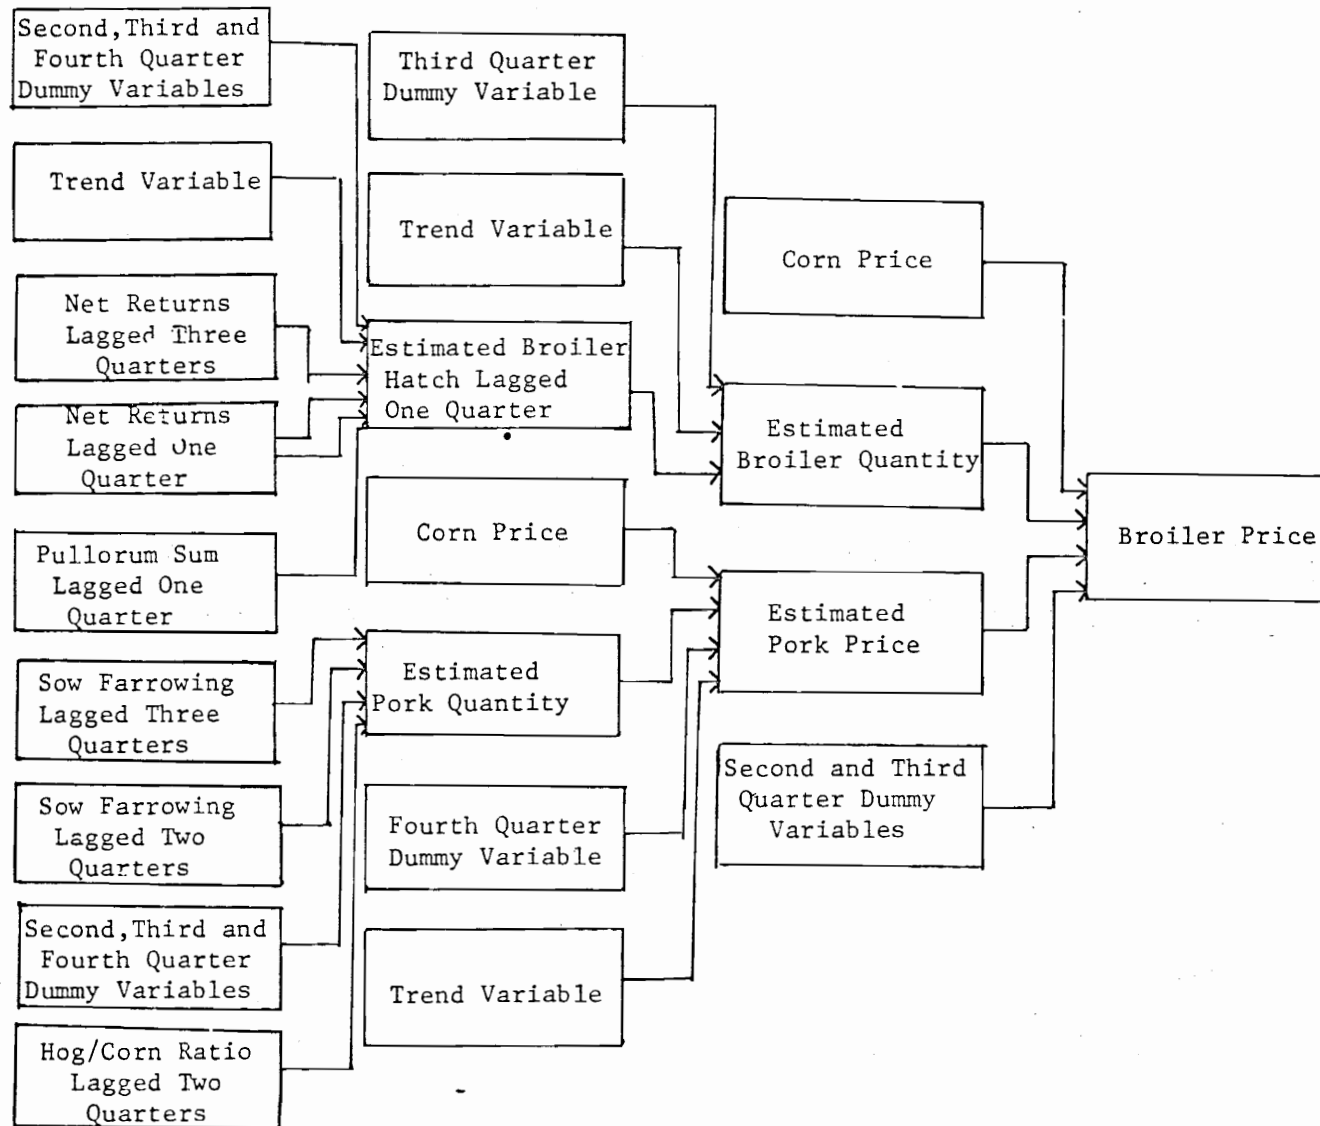 Second,Third and
Fourth Quarter
Dummy Variables
Trend Variable
Net Returns
Lagged Three
Quarters
Net Returns
Lagged One
Quarter
Pullorum Sum
Lagged One
Quarter
Sow Farrowing
Lagged Three
Quarters
Sow Farrowing
Lagged Two
Quarters
Second,Third and
Fourth Quarter
Dummy Variables
Hog/Corn Ratio
Lagged Two
Quarters
Third Quarter
Dummy Variable
Trend Variable
Estimated Broiler
Hatch Lagged
One Quarter
Corn Price
Estimated
Pork Quantity
Fourth Quarter
Dummy Variable
Trend Variable
Corn Price
Estimated
Broiler Quantity
Estimated
Pork Price
Second and Third
Quarter Dummy
Variables
Broiler Price